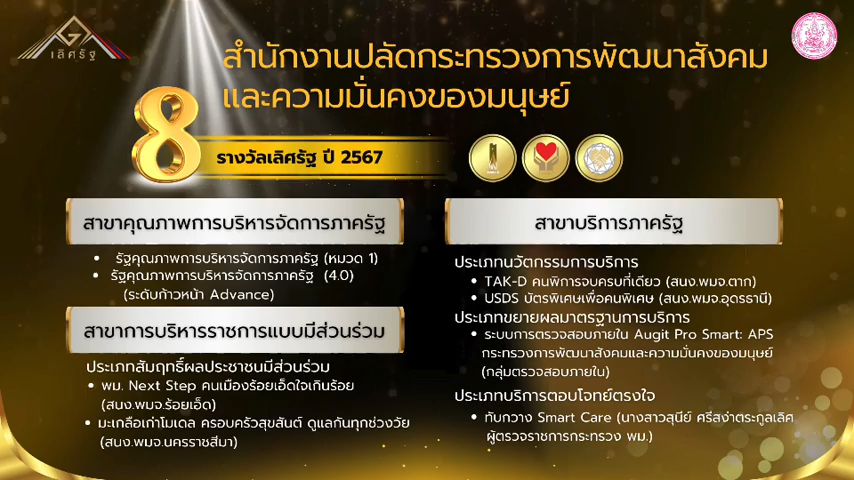 เลิศรัฐ
สำนักงานปลัดกระทรวงการพัฒนาสังคม
และความมั่นคงของมนุษย์
8
รางวัลเลิศรัฐ ปี 2567
สาขาคุณภาพการบริหารจัดการภาครัฐ
• รัฐคุณภาพการบริหารจัดการภาครัฐ (หมวด 1)
• รัฐคุณภาพการบริหารจัดการภาครัฐ (4.0)
(ระดับก้าวหน้า Advance)
สาขาการบริหารราชการแบบมีส่วนร่วม
ประเภทสัมฤทธิ์ผลประชาชนมีส่วนร่วม
• พม. Next Step คนเมืองร้อยเอ็ดใจเกินร้อย
(สนง.พมจ.ร้อยเอ็ด)
• มะเกลือเก่าโมเดล ครอบครัวสุขสันต์ ดูแลกันทุกช่วงวัย
(สนง.พมจ.นครราชสีมา)
สาขาบริการภาครัฐ
ประเภทนวัตกรรมการบริการ
• TAK-D คนพิการจบครบที่เดียว (สนง.พมจ.ตาก)
• USDS บัตรพิเศษเพื่อคนพิเศษ (สนง.พมจ.อุดรธานี)
ประเภทขยายผลมาตรฐานการบริการ
• ระบบการตรวจสอบภายใน Augit Pro Smart: APS
กระทรวงการพัฒนาสังคมและความมั่นคงของมนุษย์
(กลุ่มตรวจสอบภายใน)
ประเภทบริการตอบโจทย์ตรงใจ
• ทับกวาง Smart Care (นางสาวสุนีย์ ศรีสง่าตระกูลเลิศ
ผู้ตรวจราชการกระทรวง พม.)